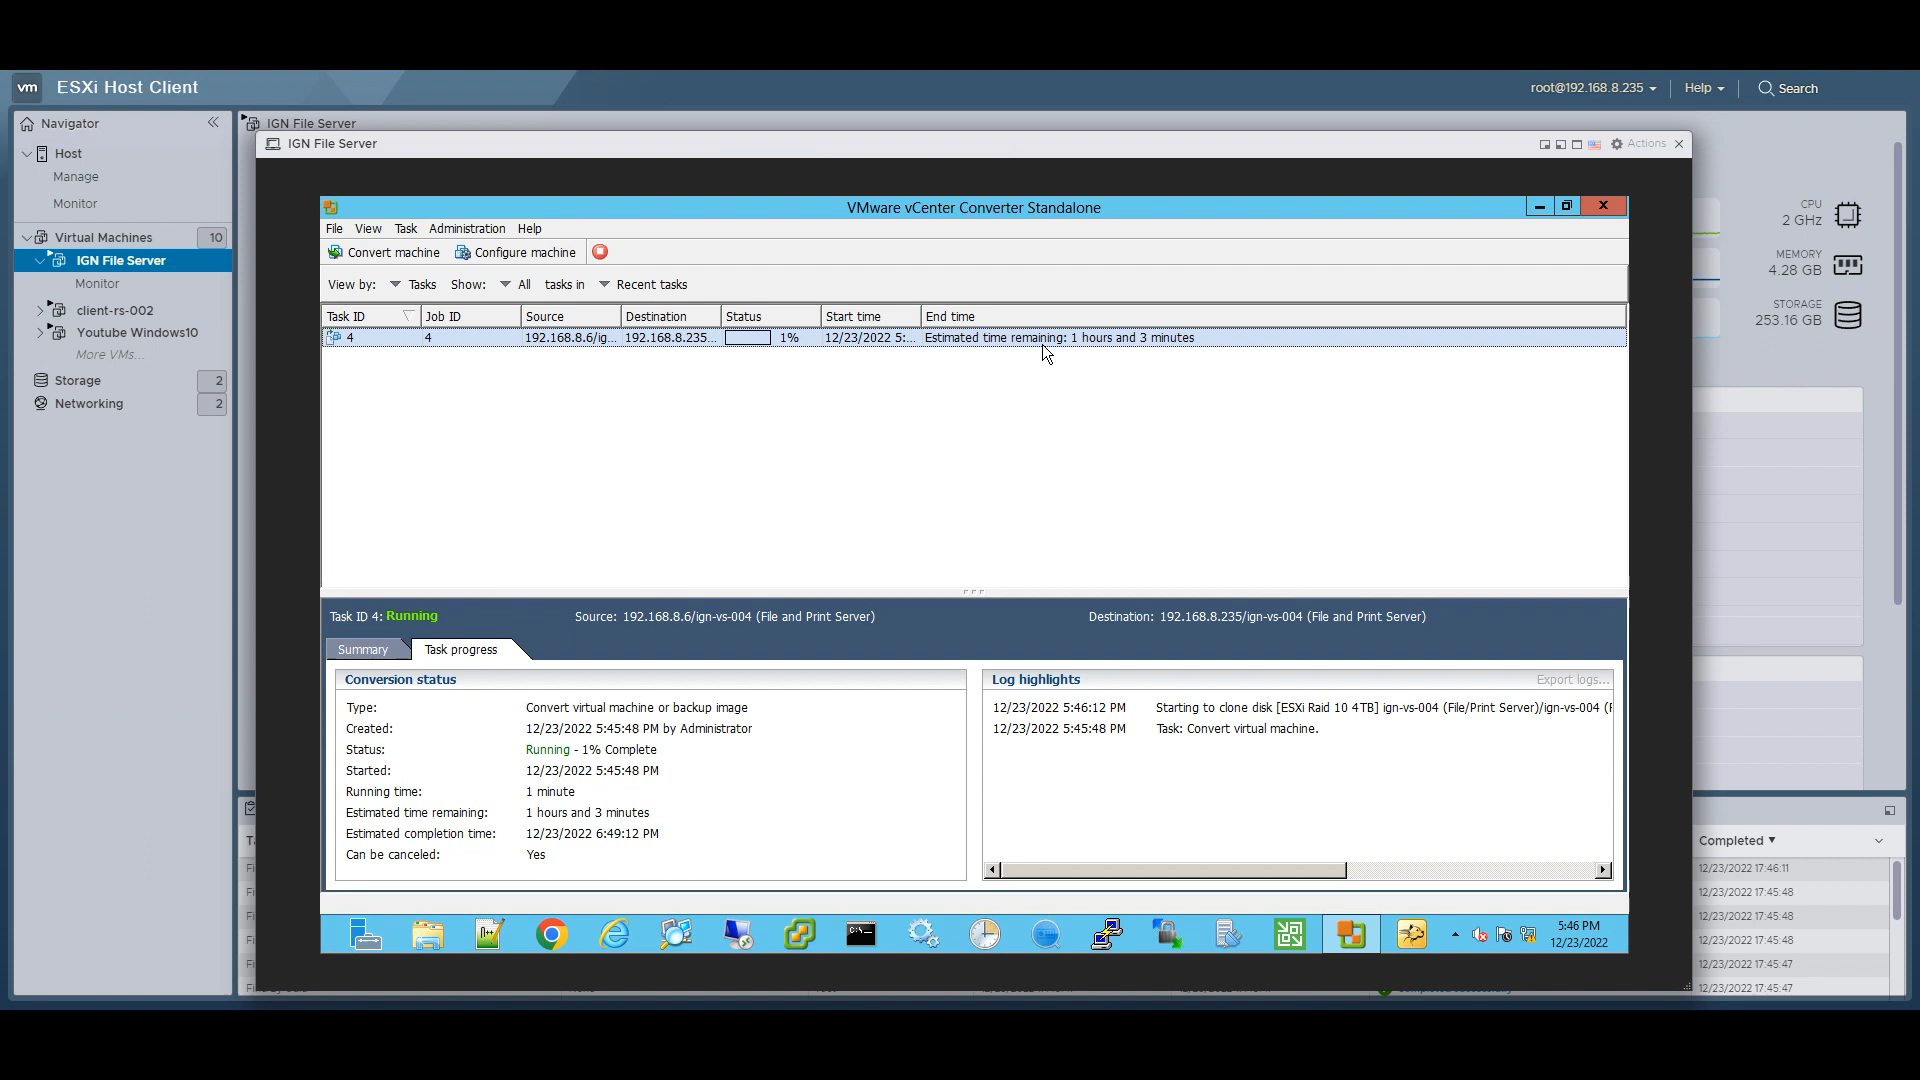 vm ESXi Host Client root@192.168.8.235 Help Search
Navigator
Host
Manage
Monitor
Virtual Machines 10
IGN File Server
Monitor
client-rs-002
Youtube Windows10
More VMs...
Storage 2
Networking 2
IGN File Server
IGN File Server Actions
VMware vCenter Converter Standalone
File View Task Administration Help
Convert machine Configure machine
View by: Tasks Show: All tasks in Recent tasks
Task ID Job ID Source Destination Status Start time End time
4 4 192.168.8.6/ig... 192.168.8.235... 1% 12/23/2022 5:... Estimated time remaining: 1 hours and 3 minutes
Task ID 4: Running Source: 192.168.8.6/ign-vs-004 (File and Print Server) Destination: 192.168.8.235/ign-vs-004 (File and Print Server)
Summary Task progress
Conversion status
Type: Convert virtual machine or backup image
Created: 12/23/2022 5:45:48 PM by Administrator
Status: Running - 1% Complete
Started: 12/23/2022 5:45:48 PM
Running time: 1 minute
Estimated time remaining: 1 hours and 3 minutes
Estimated completion time: 12/23/2022 6:49:12 PM
Can be canceled: Yes
Log highlights Export logs...
12/23/2022 5:46:12 PM Starting to clone disk [ESXi Raid 10 4TB] ign-vs-004 (File/Print Server)/ign-vs-004 (F
12/23/2022 5:45:48 PM Task: Convert virtual machine.
5:46 PM
12/23/2022
CPU
2 GHz
MEMORY
4.28 GB
STORAGE
253.16 GB
Completed
12/23/2022 17:46:11
12/23/2022 17:45:48
12/23/2022 17:45:48
12/23/2022 17:45:48
12/23/2022 17:45:47
12/23/2022 17:45:47